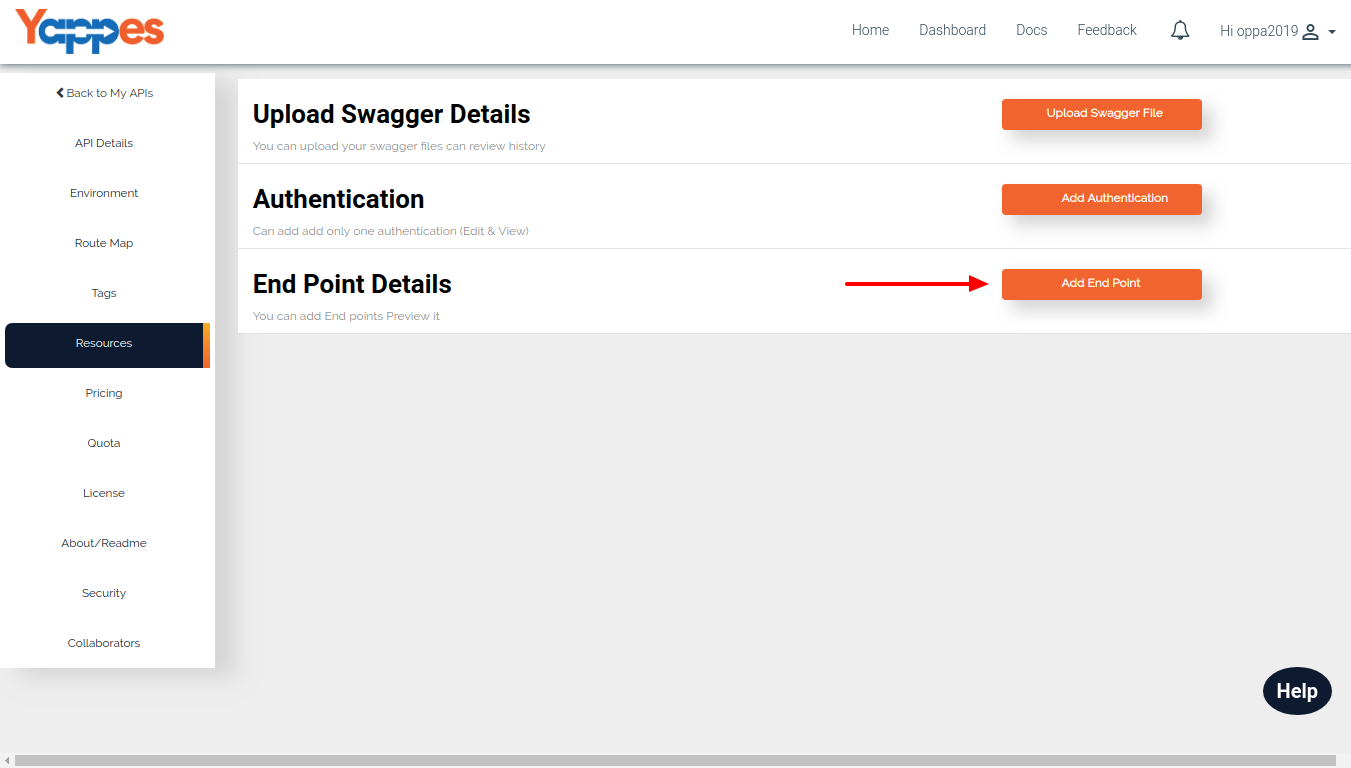 Yappes
Home
Dashboard
Docs
Feedback
Hi oppa2019
Back to My APIs
API Details
Environment
Route Map
Tags
Resources
Pricing
Quota
License
About/Readme
Security
Collaborators
Upload Swagger Details
You can upload your swagger files can review history
Upload Swagger File
Authentication
Can add add only one authentication (Edit & View)
Add Authentication
End Point Details
You can add End points Preview it
Add End Point
Help